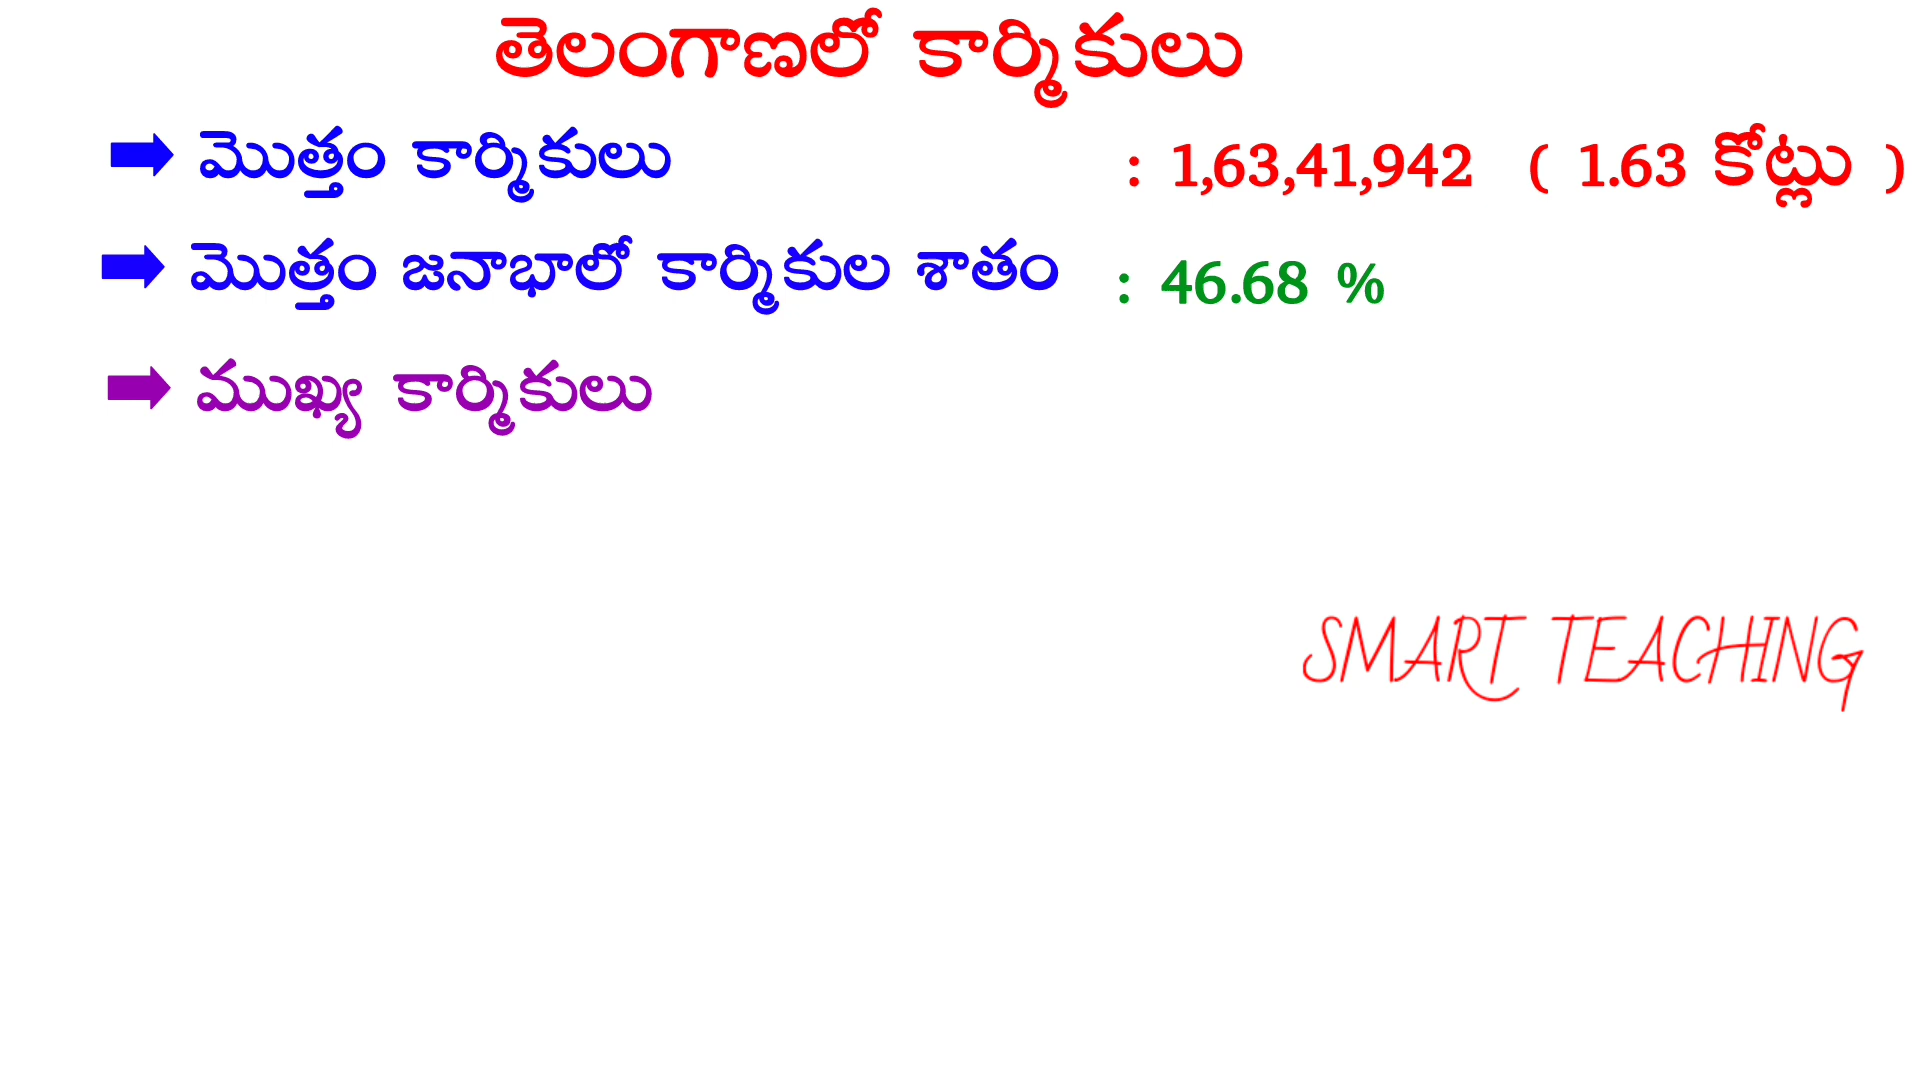 తెలంగాణలో కార్మికులు
మొత్తం కార్మికులు : 1,63,41,942 ( 1.63 కోట్లు )
మొత్తం జనాభాలో కార్మికుల శాతం : 46.68 %
ముఖ్య కార్మికులు
SMART TEACHING